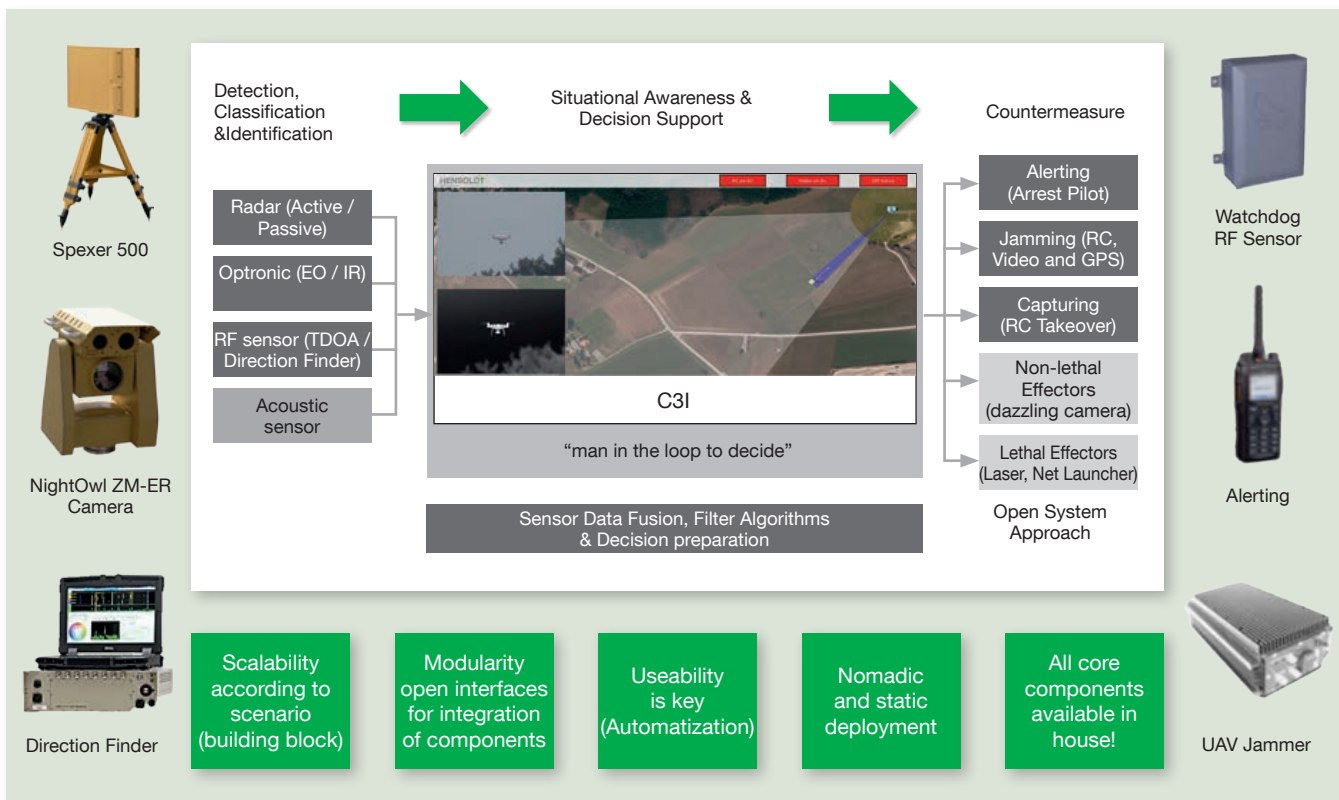 Spexer 500
NightOwl ZM-ER
Camera
Direction Finder
Detection,
Classification
&Identification
Situational Awareness &
Decision Support
Countermeasure
Radar (Active /
Passive)
Optronic (EO / IR)
RF sensor (TDOA /
Direction Finder)
Acoustic
sensor
HENSOLDT
C3I
“man in the loop to decide”
Sensor Data Fusion, Filter Algorithms
& Decision preparation
Alerting
(Arrest Pilot)
Jamming (RC,
Video and GPS)
Capturing
(RC Takeover)
Non-lethal
Effectors
(dazzling camera)
Lethal Effectors
(Laser, Net Launcher)
Open System
Approach
Watchdog
RF Sensor
Alerting
UAV Jammer
Scalability
according to
scenario
(building block)
Modularity
open interfaces
for integration
of components
Useability
is key
(Automatization)
Nomadic
and static
deployment
All core
components
available in
house!